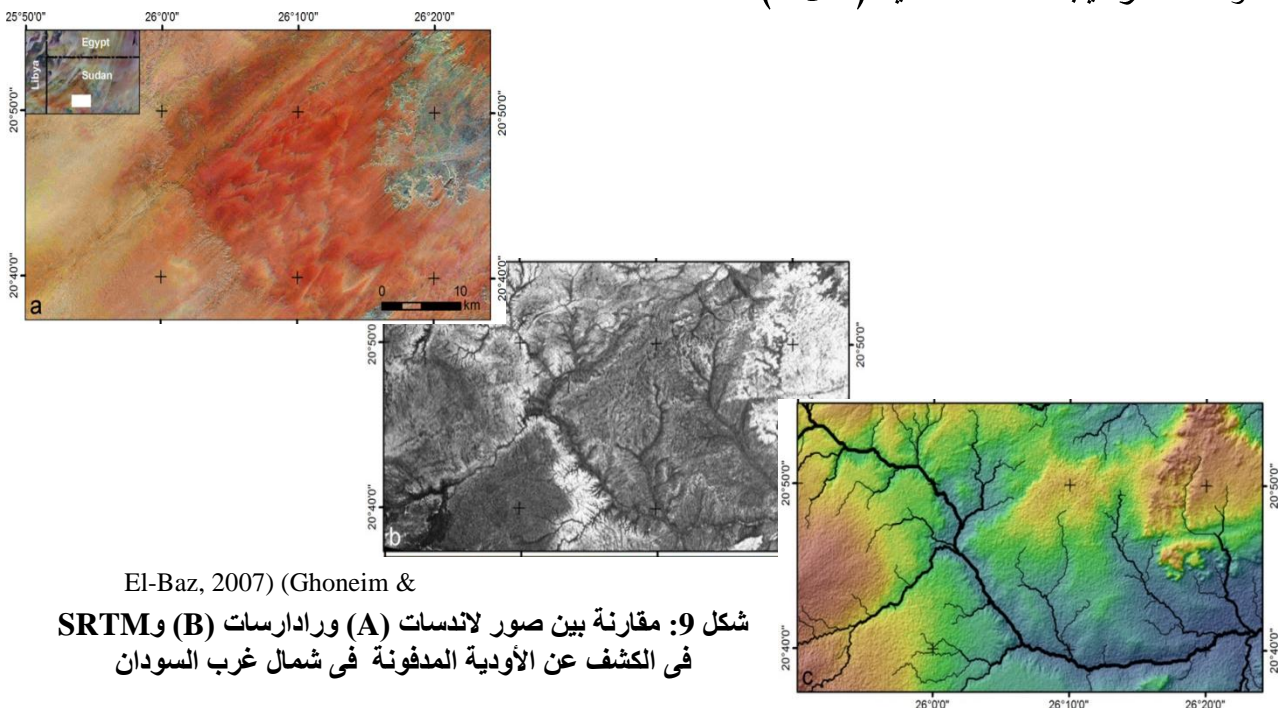 25°50'0" 26°0'0" 26°10'0" 26°20'0"
Egypt
Libya
Sudan
20°50'0" 20°50'0"
20°40'0" 20°40'0"
a
0 10
km
20°50'0 20°50'0"
20°40'0"
b
20°50'0" 20°50'0"
20°40'0" 20°40'0"
c
26°0'0" 26°10'0" 26°20'0"
El-Baz, 2007) (Ghoneim &
شكل 9: مقارنة بين صور لاندسات (A) ورادارسات (B) وSRTM
فى الكشف عن الأودية المدفونة فى شمال غرب السودان